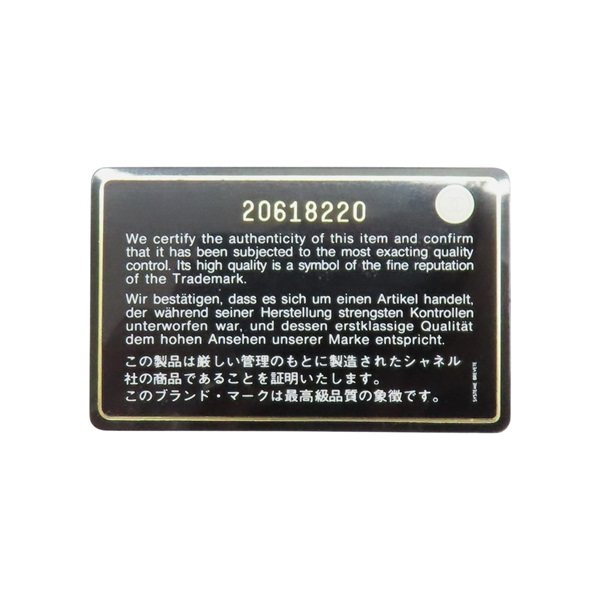 20618220
We certify the authenticity of this item and confirm
that it has been subjected to the most exacting quality
control. Its high quality is a symbol of the fine reputation
of the Trademark.
Wir bestätigen, dass es sich um einen Artikel handelt,
der während seiner Herstellung strengsten Kontrollen
unterworfen war, und dessen erstklassige Qualität
dem hohen Ansehen unserer Marke entspricht.
この製品は厳しい管理のもとに製造されたシャネル
社の商品であることを証明いたします。
このブランド・マークは最高級品質の象徴です。
SYSTEME BREVETE